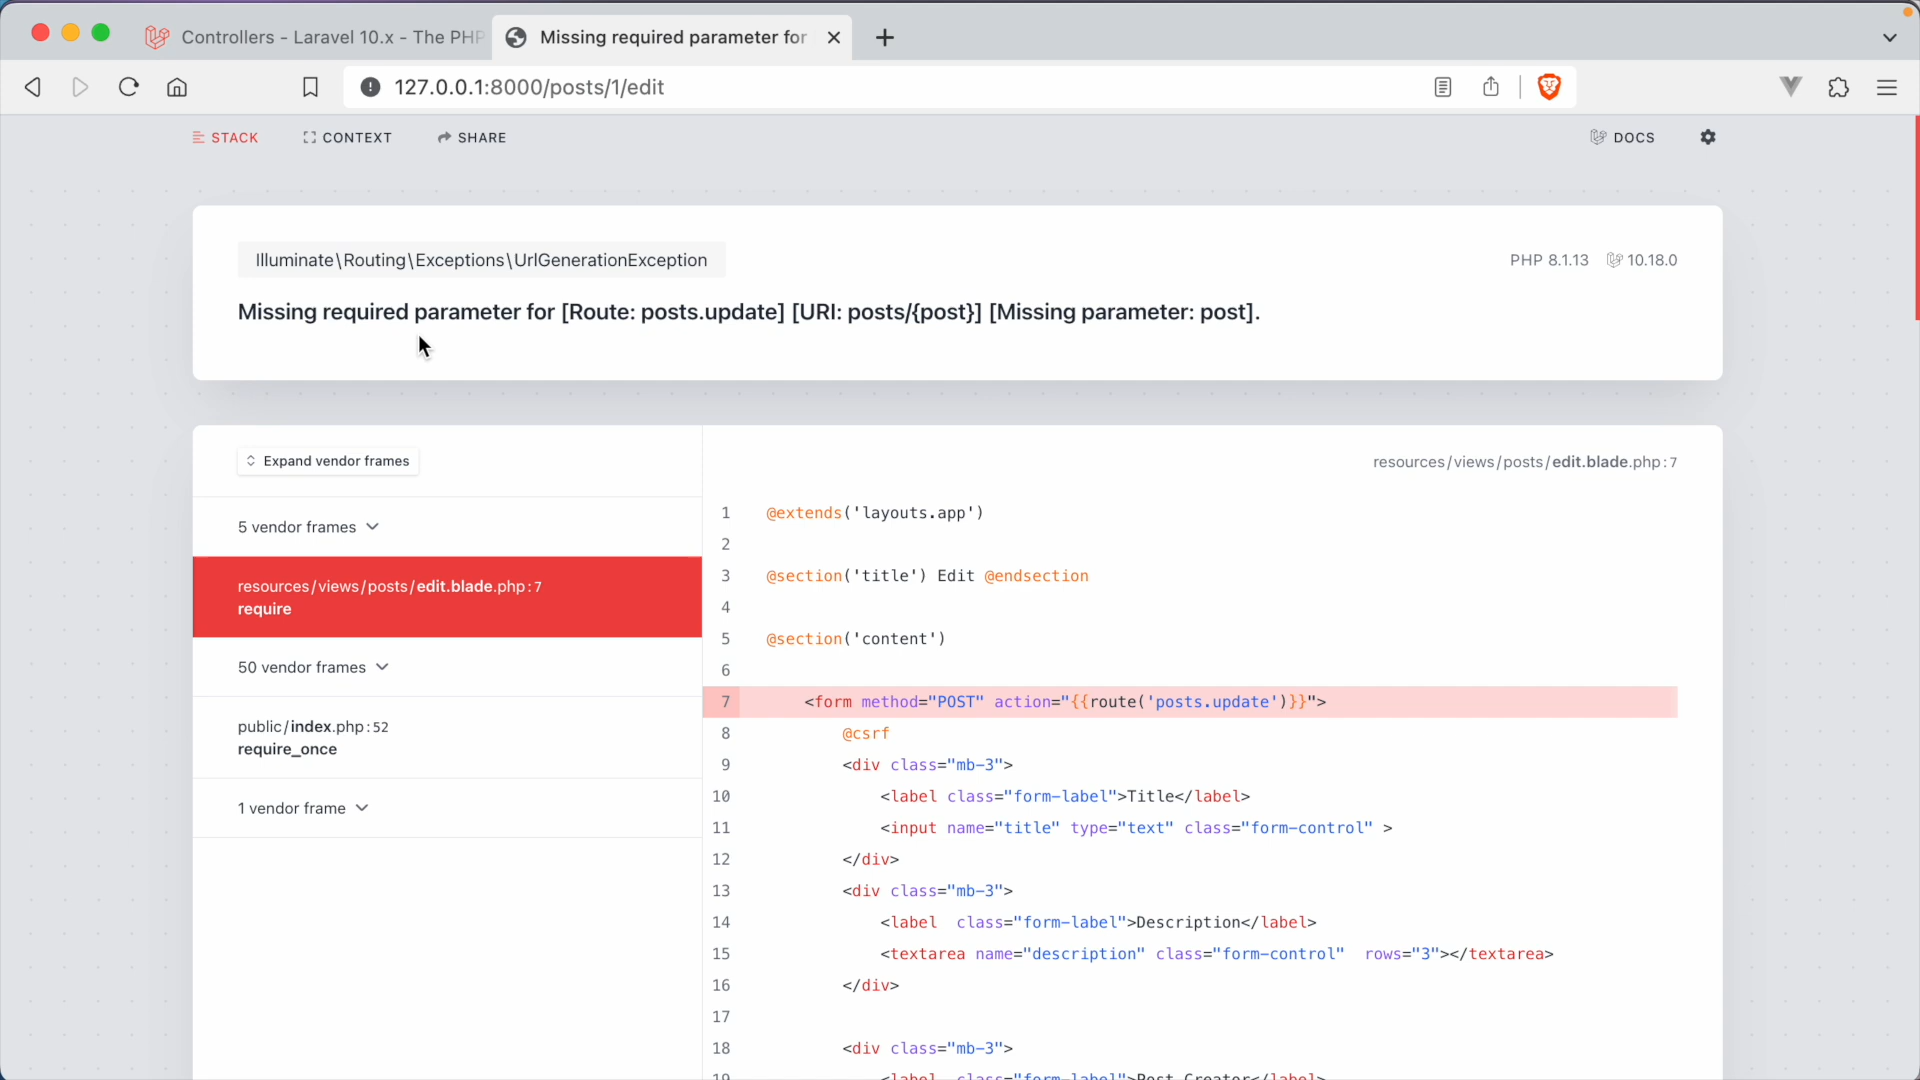 Controllers - Laravel 10.x - The PHP
Missing required parameter for
127.0.0.1:8000/posts/1/edit
STACK
CONTEXT
SHARE
DOCS
Illuminate\Routing\Exceptions\UrlGenerationException
PHP 8.1.13
10.18.0
Missing required parameter for [Route: posts.update] [URI: posts/{post}] [Missing parameter: post].
Expand vendor frames
5 vendor frames
resources/views/posts/edit.blade.php:7
require
50 vendor frames
public/index.php:52
require_once
1 vendor frame
resources/views/posts/edit.blade.php:7
1 @extends('layouts.app')
2
3 @section('title') Edit @endsection
4
5 @section('content')
6
7 <form method="POST" action="{{route('posts.update')}}">
8 @csrf
9 <div class="mb-3">
10 <label class="form-label">Title</label>
11 <input name="title" type="text" class="form-control" >
12 </div>
13 <div class="mb-3">
14 <label  class="form-label">Description</label>
15 <textarea name="description" class="form-control"  rows="3"></textarea>
16 </div>
17
18 <div class="mb-3">
19 <label  class="form-label">Post Creator</label>